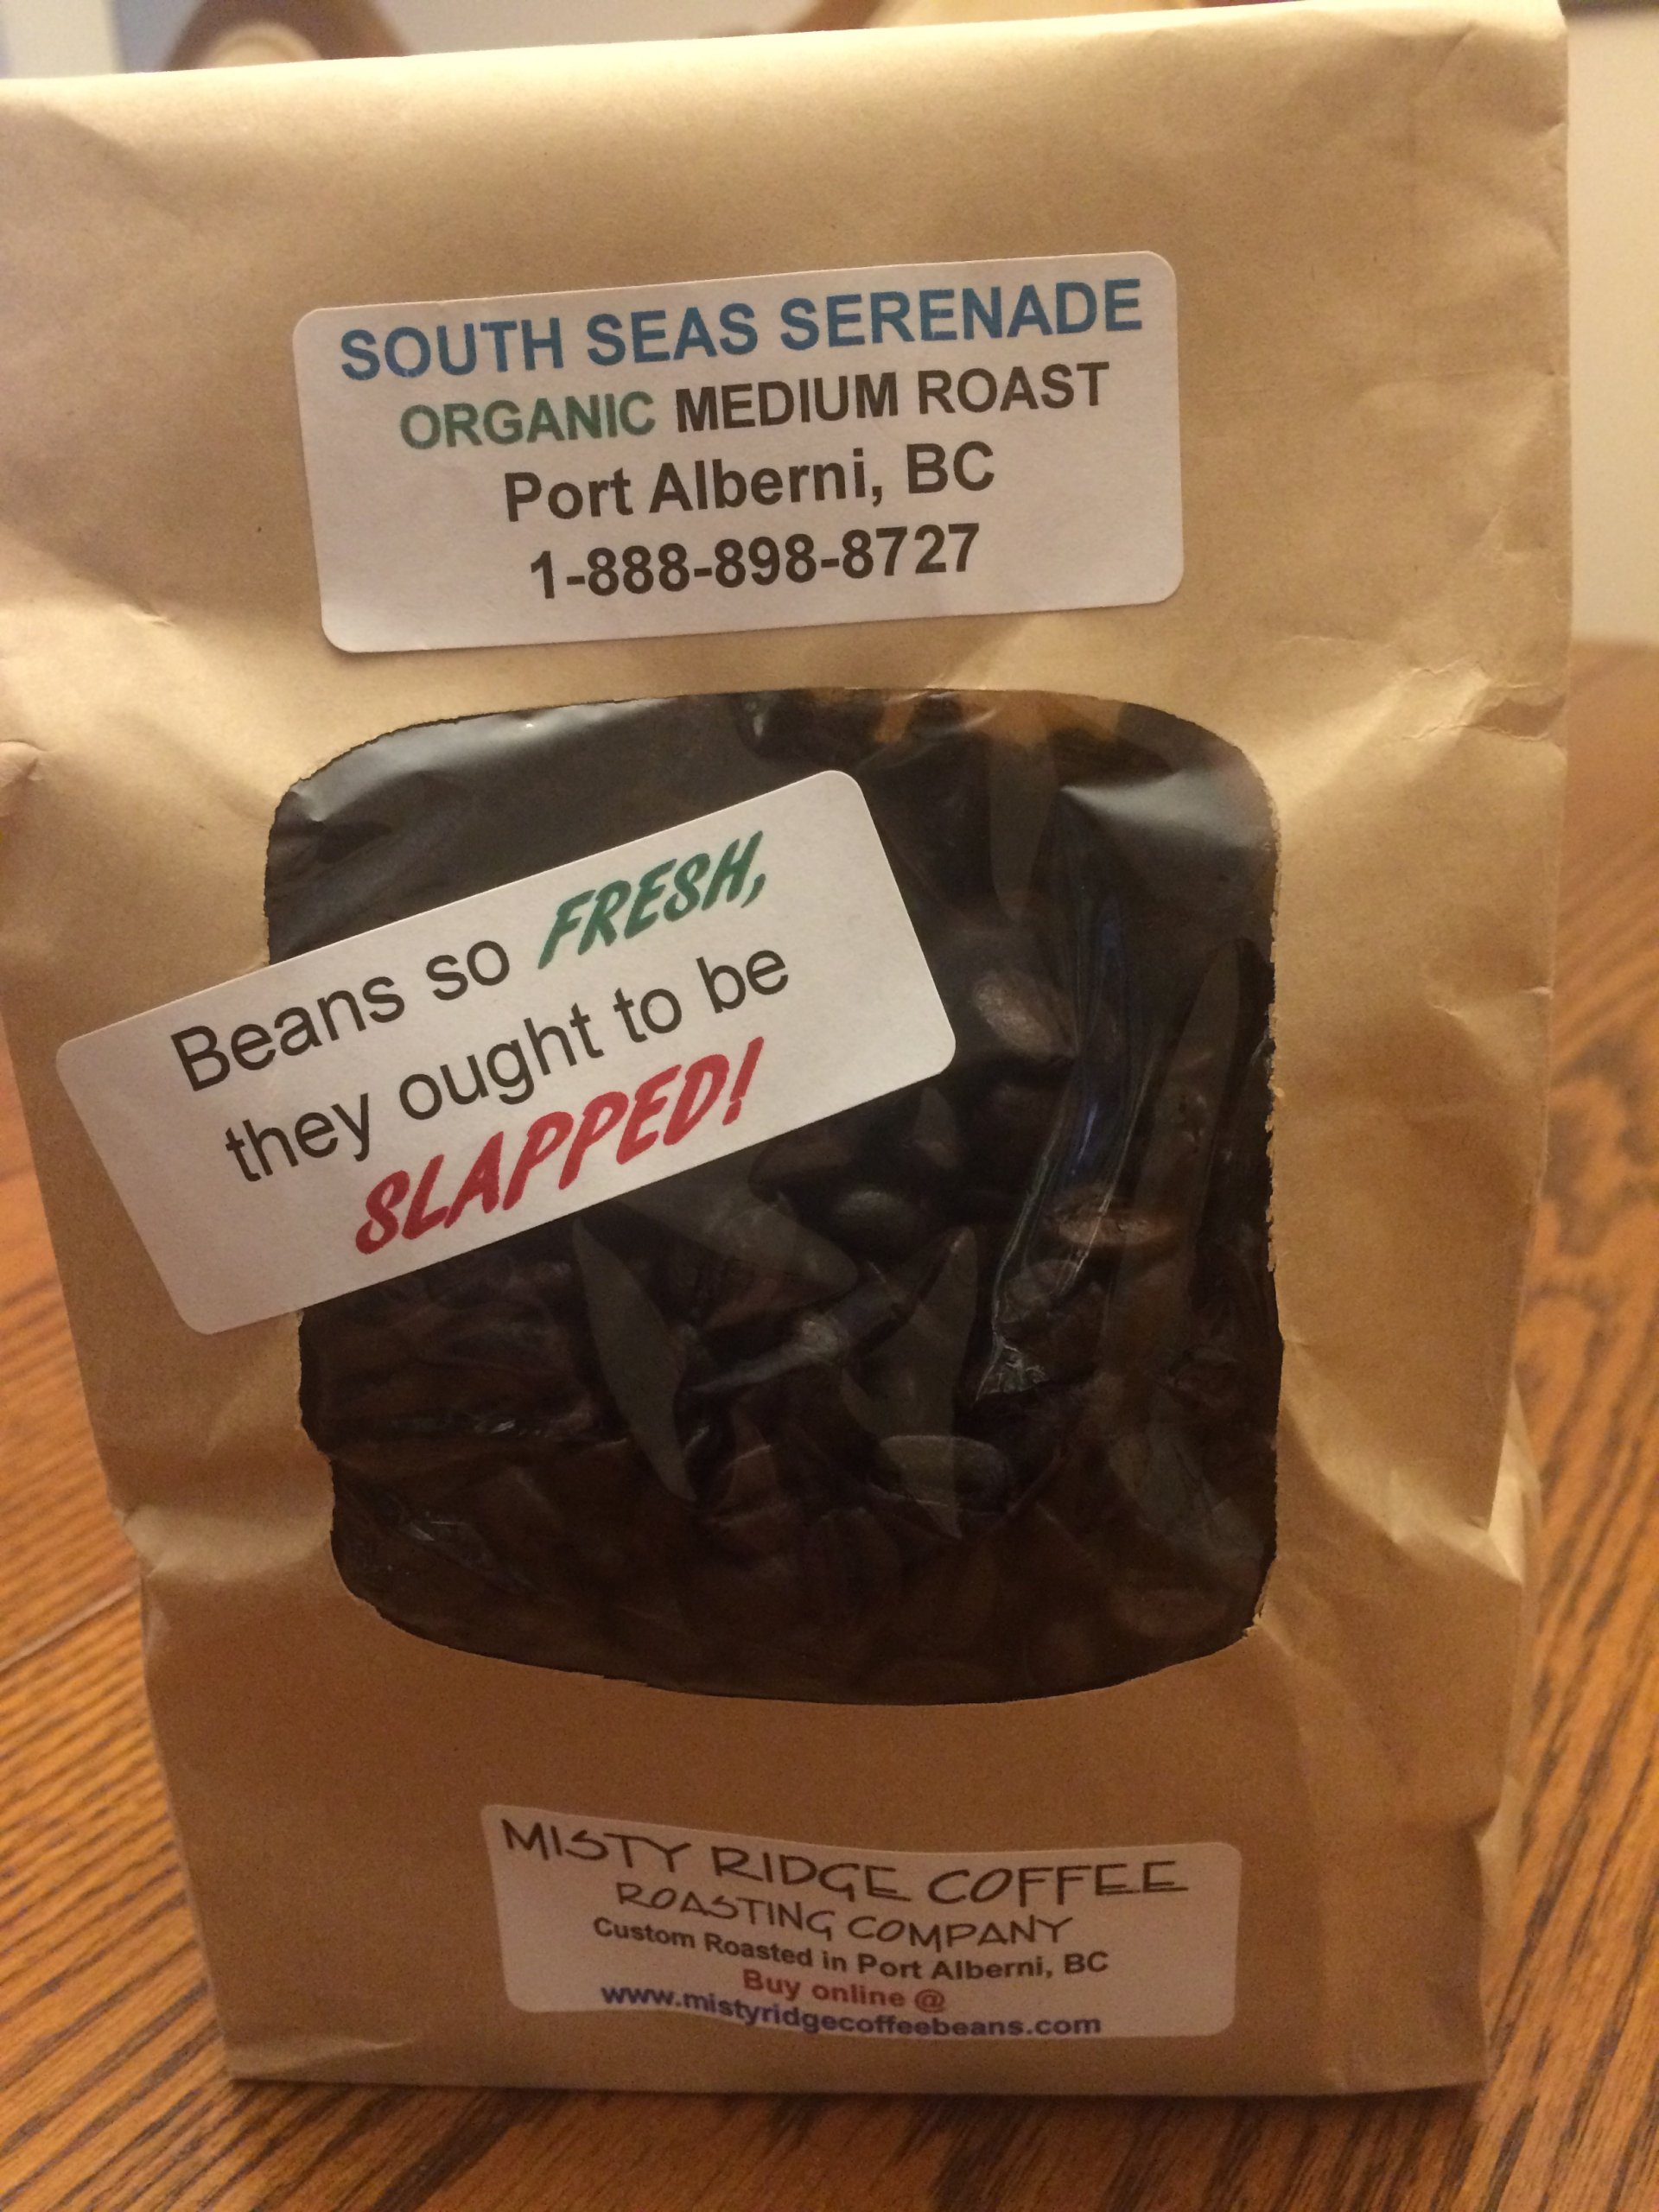 SOUTH SEAS SERENADE
ORGANIC MEDIUM ROAST
Port Alberni, BC
1-888-898-8727
Beans so FRESH,
they ought to be
SLAPPED!
MISTY RIDGE COFFEE
ROASTING COMPANY
Custom Roasted in Port Alberni, BC
Buy online @
www.mistyridgecoffeebeans.com